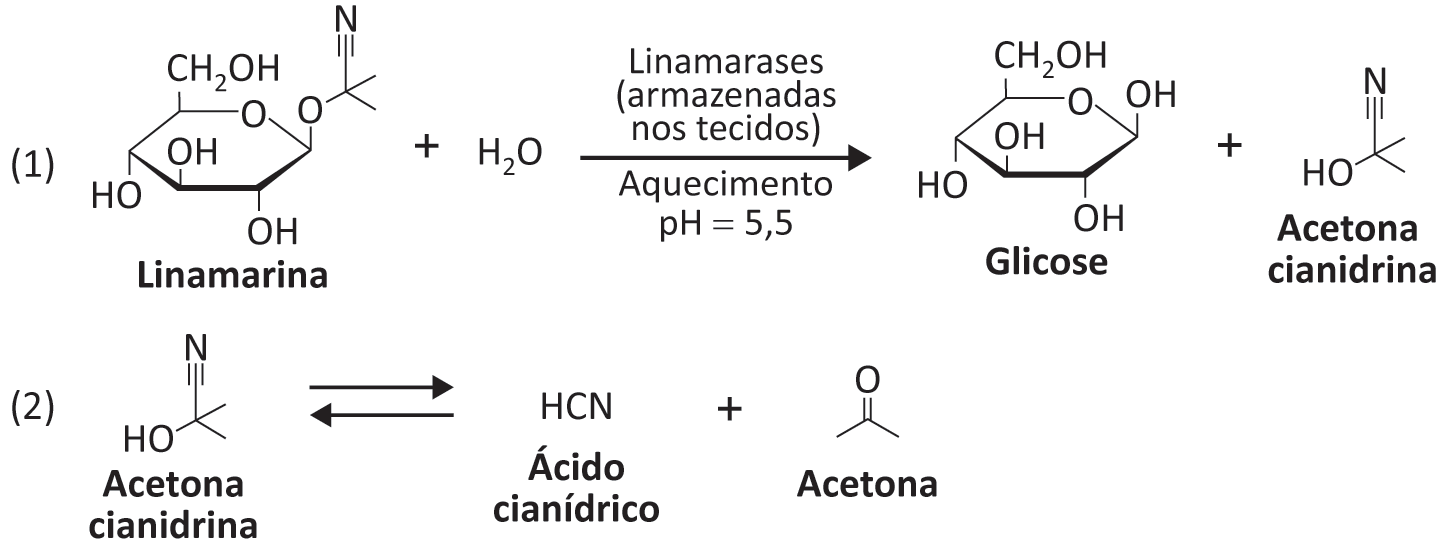 (1)
N
CH2OH
O
O
OH
HO
OH
Linamarina
+
H2O
Linamarases
(armazenadas
nos tecidos)
Aquecimento
pH = 5,5
CH2OH
O
OH
OH
HO
OH
Glicose
+
N
HO
Acetona
cianidrina
(2)
N
HO
Acetona
cianidrina
HCN
Ácido
cianídrico
+
O
Acetona